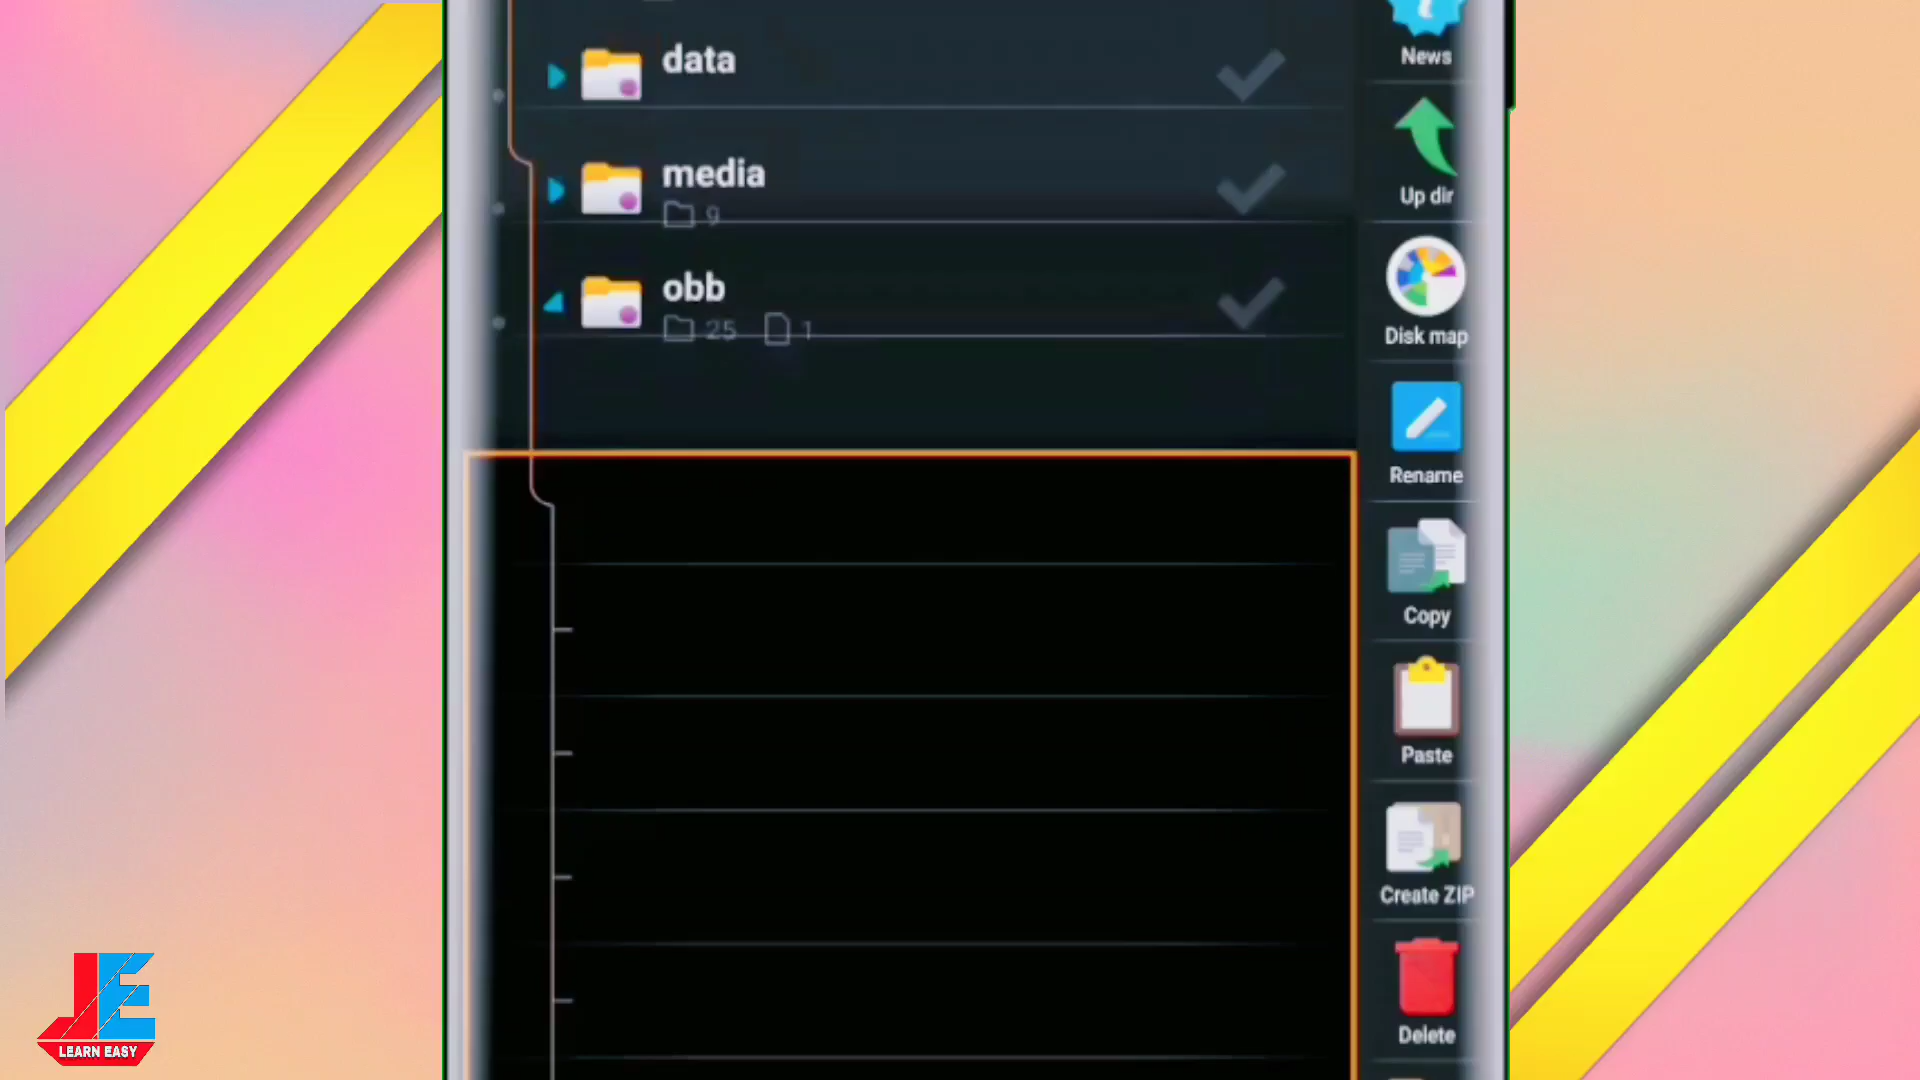 data
media
9
obb
25 1
News
Up dir
Disk map
Rename
Copy
Paste
Create ZIP
Delete
JE
LEARN EASY